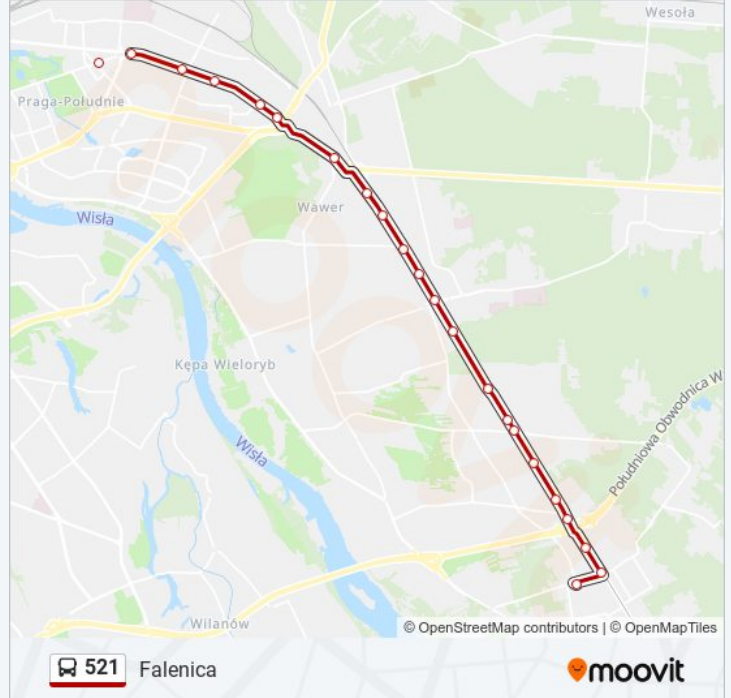 Wesoła
Praga-Południe
Wisła
Wawer
Kępa Wieloryb
Południowa Obwodnica W
Wisła
Wilanów
© OpenStreetMap contributors | © OpenMapTiles
521 Falenica
moovit